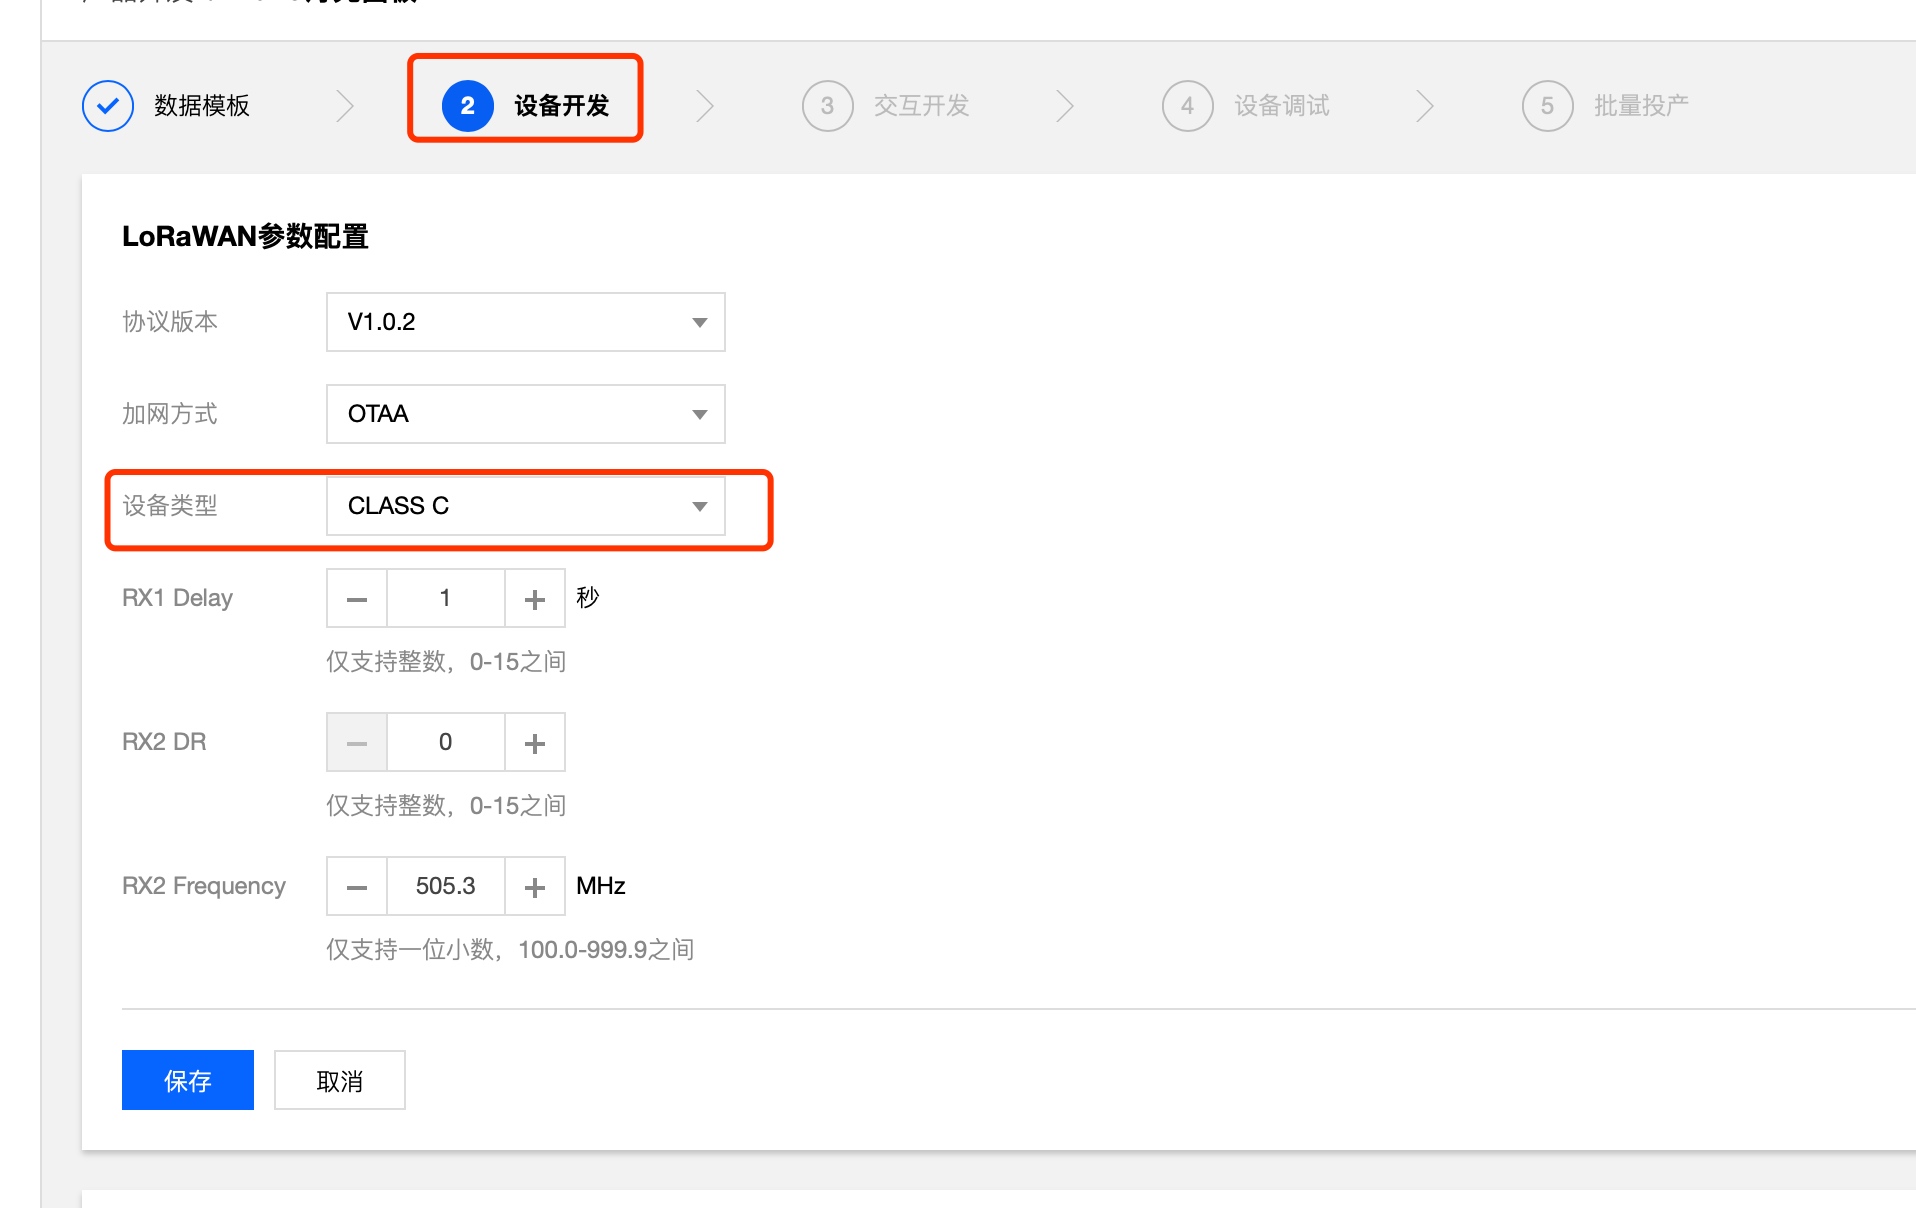 数据模板
2 设备开发
3 交互开发
4 设备调试
5 批量投产
LoRaWAN参数配置
协议版本 V1.0.2
加网方式 OTAA
设备类型 CLASS C
RX1 Delay 1 秒
仅支持整数，0-15之间
RX2 DR 0
仅支持整数，0-15之间
RX2 Frequency 505.3 MHz
仅支持一位小数，100.0-999.9之间
保存 取消